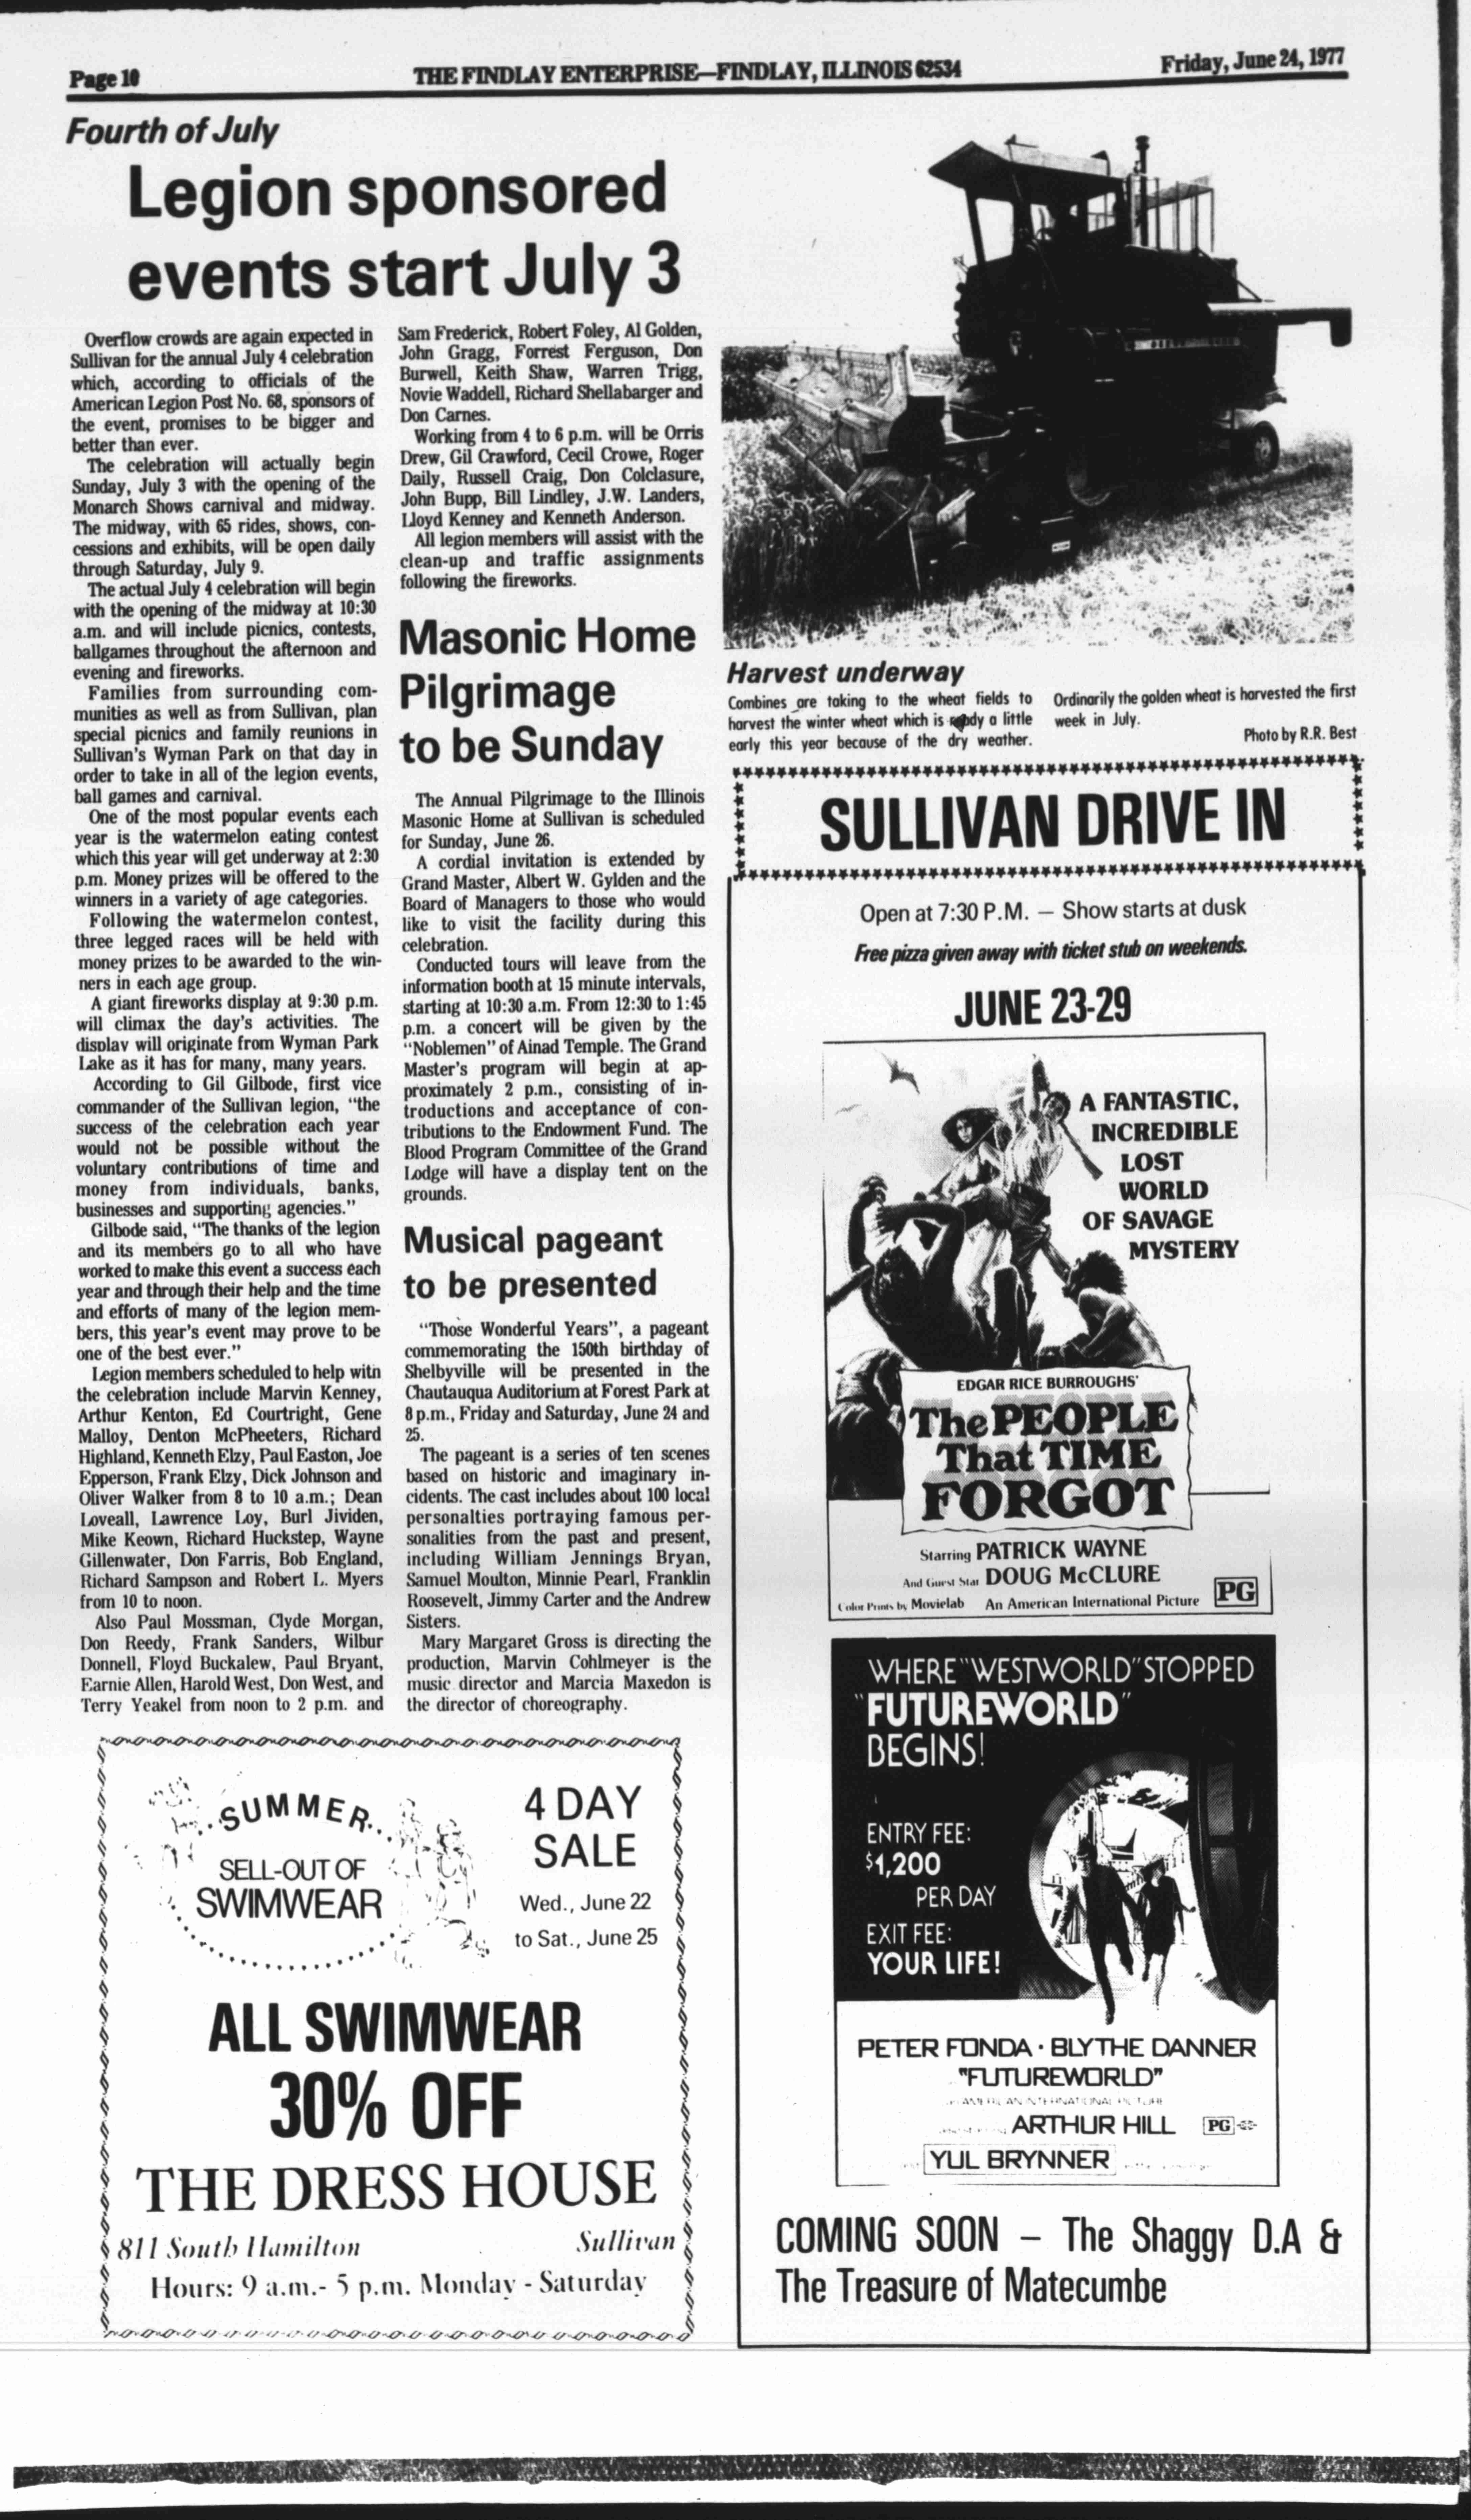 Page 10
THE FINDLAY ENTERPRISE—FINDLAY, ILLINOIS 62534
Friday, June 24, 1977
Fourth of July
Legion sponsored
events start July 3
Overflow crowds are again expected in
Sullivan for the annual July 4 celebration
which, according to officials of the
American Legion Post No. 68, sponsors of
the event, promises to be bigger and
better than ever.
The celebration will actually begin
Sunday, July 3 with the opening of the
Monarch Shows carnival and midway.
The midway, with 65 rides, shows, con-
cessions and exhibits, will be open daily
through Saturday, July 9.
The actual July 4 celebration will begin
with the opening of the midway at 10:30
a.m. and will include picnics, contests,
ballgames throughout the afternoon and
evening and fireworks.
Families from surrounding com-
munities as well as from Sullivan, plan
special picnics and family reunions in
Sullivan's Wyman Park on that day in
order to take in all of the legion events,
ball games and carnival.
One of the most popular events each
year is the watermelon eating contest
which this year will get underway at 2:30
p.m. Money prizes will be offered to the
winners in a variety of age categories.
Following the watermelon contest,
three legged races will be held with
money prizes to be awarded to the win-
ners in each age group.
A giant fireworks display at 9:30 p.m.
will climax the day's activities. The
display will originate from Wyman Park
Lake as it has for many, many years.
According to Gil Gilbode, first vice
commander of the Sullivan legion, "the
success of the celebration each year
would not be possible without the
voluntary contributions of time and
money from individuals, banks,
businesses and supporting agencies."
Gilbode said, "The thanks of the legion
and its members go to all who have
worked to make this event a success each
year and through their help and the time
and efforts of many of the legion mem-
bers, this year's event may prove to be
one of the best ever."
Legion members scheduled to help with
the celebration include Marvin Kenney,
Arthur Kenton, Ed Courtright, Gene
Malloy, Denton McPheeters, Richard
Highland, Kenneth Elzy, Paul Easton, Joe
Epperson, Frank Elzy, Dick Johnson and
Oliver Walker from 8 to 10 a.m.; Dean
Loveall, Lawrence Loy, Burl Jividen,
Mike Keown, Richard Huckstep, Wayne
Gillenwater, Don Farris, Bob England,
Richard Sampson and Robert L. Myers
from 10 to noon.
Also Paul Mossman, Clyde Morgan,
Don Reedy, Frank Sanders, Wilbur
Donnell, Floyd Buckalew, Paul Bryant,
Earnie Allen, Harold West, Don West, and
Terry Yeakel from noon to 2 p.m. and
Sam Frederick, Robert Foley, Al Golden,
John Gragg, Forrest Ferguson, Don
Burwell, Keith Shaw, Warren Trigg,
Novie Waddell, Richard Shellabarger and
Don Carnes.
Working from 4 to 6 p.m. will be Orris
Drew, Gil Crawford, Cecil Crowe, Roger
Daily, Russell Craig, Don Colclasure,
John Bupp, Bill Lindley, J.W. Landers,
Lloyd Kenney and Kenneth Anderson.
All legion members will assist with the
clean-up and traffic assignments
following the fireworks.
Masonic Home
Pilgrimage
to be Sunday
The Annual Pilgrimage to the Illinois
Masonic Home at Sullivan is scheduled
for Sunday, June 26.
A cordial invitation is extended by
Grand Master, Albert W. Gylden and the
Board of Managers to those who would
like to visit the facility during this
celebration.
Conducted tours will leave from the
information booth at 15 minute intervals,
starting at 10:30 a.m. From 12:30 to 1:45
p.m. a concert will be given by the
"Noblemen" of Ainad Temple. The Grand
Master's program will begin at ap-
proximately 2 p.m., consisting of in-
troductions and acceptance of con-
tributions to the Endowment Fund. The
Blood Program Committee of the Grand
Lodge will have a display tent on the
grounds.
Musical pageant
to be presented
"Those Wonderful Years", a pageant
commemorating the 150th birthday of
Shelbyville will be presented in the
Chautauqua Auditorium at Forest Park at
8 p.m., Friday and Saturday, June 24 and
25.
The pageant is a series of ten scenes
based on historic and imaginary in-
cidents. The cast includes about 100 local
personalties portraying famous per-
sonalities from the past and present,
including William Jennings Bryan,
Samuel Moulton, Minnie Pearl, Franklin
Roosevelt, Jimmy Carter and the Andrew
Sisters.
Mary Margaret Gross is directing the
production, Marvin Cohlmeyer is the
music director and Marcia Maxedon is
the director of choreography.
Harvest underway
Combines are taking to the wheat fields to
harvest the winter wheat which is ready a little
early this year because of the dry weather.
Ordinarily the golden wheat is harvested the first
week in July.
Photo by R.R. Best
SULLIVAN DRIVE IN
Open at 7:30 P.M. — Show starts at dusk
Free pizza given away with ticket stub on weekends.
JUNE 23-29
A FANTASTIC,
INCREDIBLE
LOST
WORLD
OF SAVAGE
MYSTERY
EDGAR RICE BURROUGHS'
The PEOPLE
That TIME
FORGOT
Starring PATRICK WAYNE
And Guest Star DOUG McCLURE
Color Prints by Movielab An American International Picture PG
WHERE "WESTWORLD" STOPPED
"FUTUREWORLD"
BEGINS!
ENTRY FEE:
$1,200
PER DAY
EXIT FEE:
YOUR LIFE!
PETER FONDA · BLYTHE DANNER
"FUTUREWORLD"
ARTHUR HILL PG
YUL BRYNNER
COMING SOON — The Shaggy D.A &
The Treasure of Matecumbe
SUMMER
SELL-OUT OF
SWIMWEAR
4 DAY
SALE
Wed., June 22
to Sat., June 25
ALL SWIMWEAR
30% OFF
THE DRESS HOUSE
811 South Hamilton Sullivan
Hours: 9 a.m.- 5 p.m. Monday - Saturday